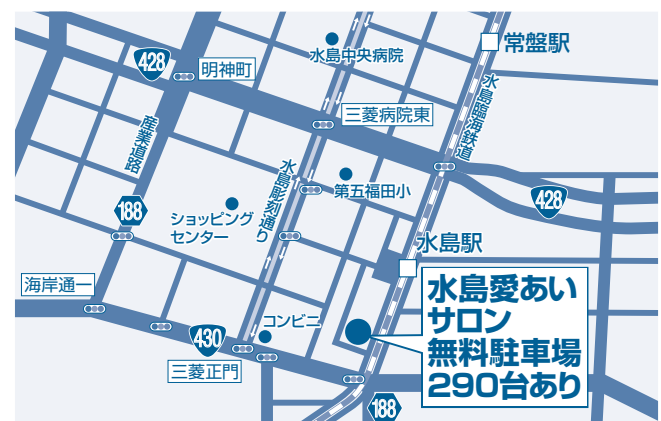 常盤駅
水島中央病院
428
明神町
水島臨海鉄道
三菱病院東
産業道路
水島彫刻通り
第五福田小
428
188
ショッピング
センター
水島駅
海岸通一
水島愛あい
サロン
無料駐車場
290台あり
コンビニ
430
三菱正門
188